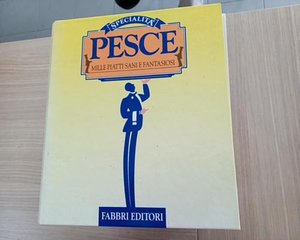 SPECIALITÀ
PESCE
MILLE PIATTI SANI E FANTASIOSI
FABBRI EDITORI